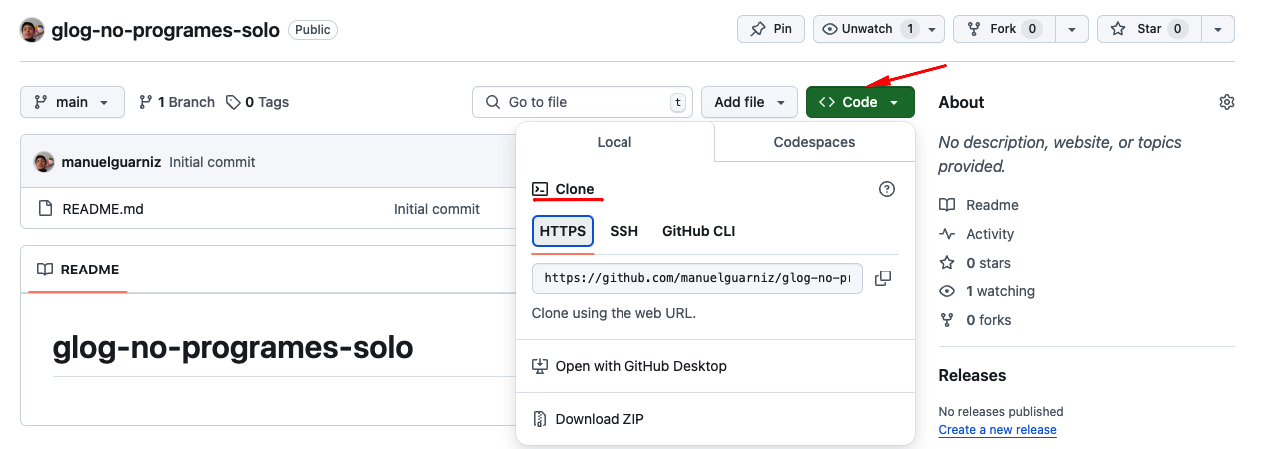 glog-no-programes-solo Public Pin Unwatch 1 Fork 0 Star 0
main 1 Branch 0 Tags Go to file t Add file <> Code
Local Codespaces
manuelguarniz Initial commit
README.md Initial commit
README
glog-no-programes-solo
Clone
HTTPS SSH GitHub CLI
https://github.com/manuelguarniz/glog-no-pr
Clone using the web URL.
Open with GitHub Desktop
Download ZIP
About
No description, website, or topics
provided.
Readme
Activity
0 stars
1 watching
0 forks
Releases
No releases published
Create a new release